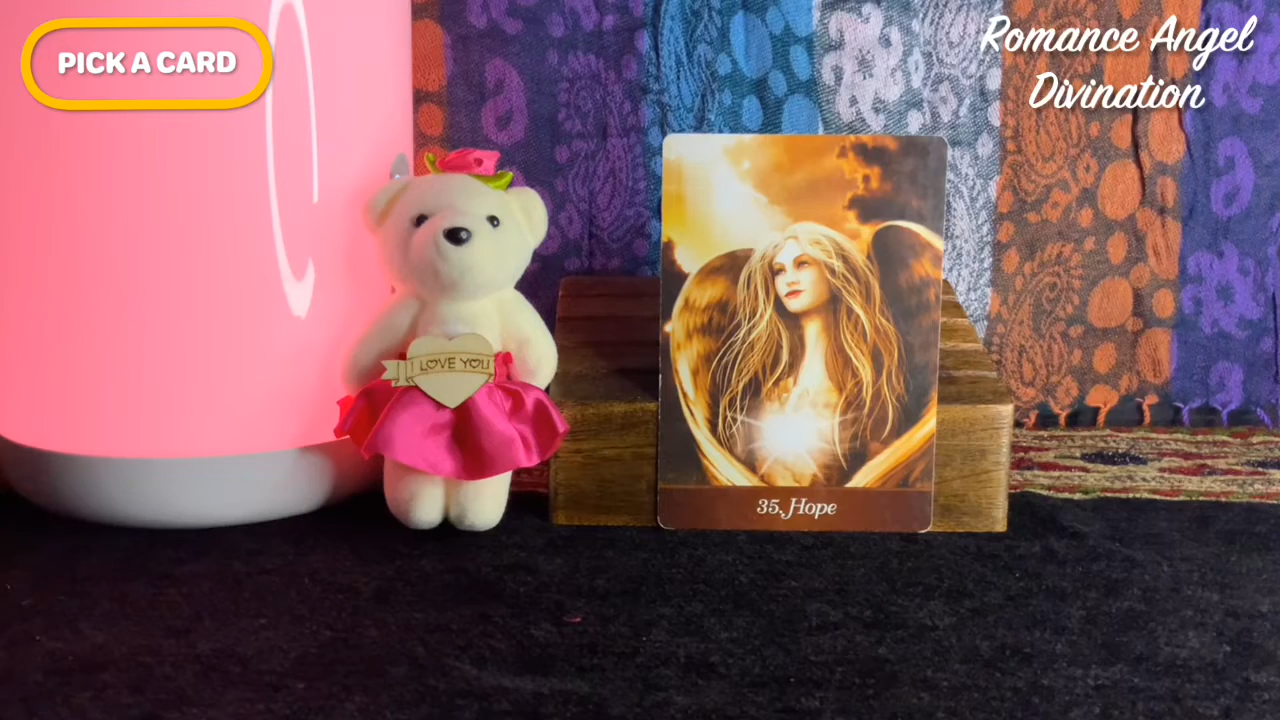 PICK A CARD
Romance Angel
Divination
I LOVE YOU
35. Hope